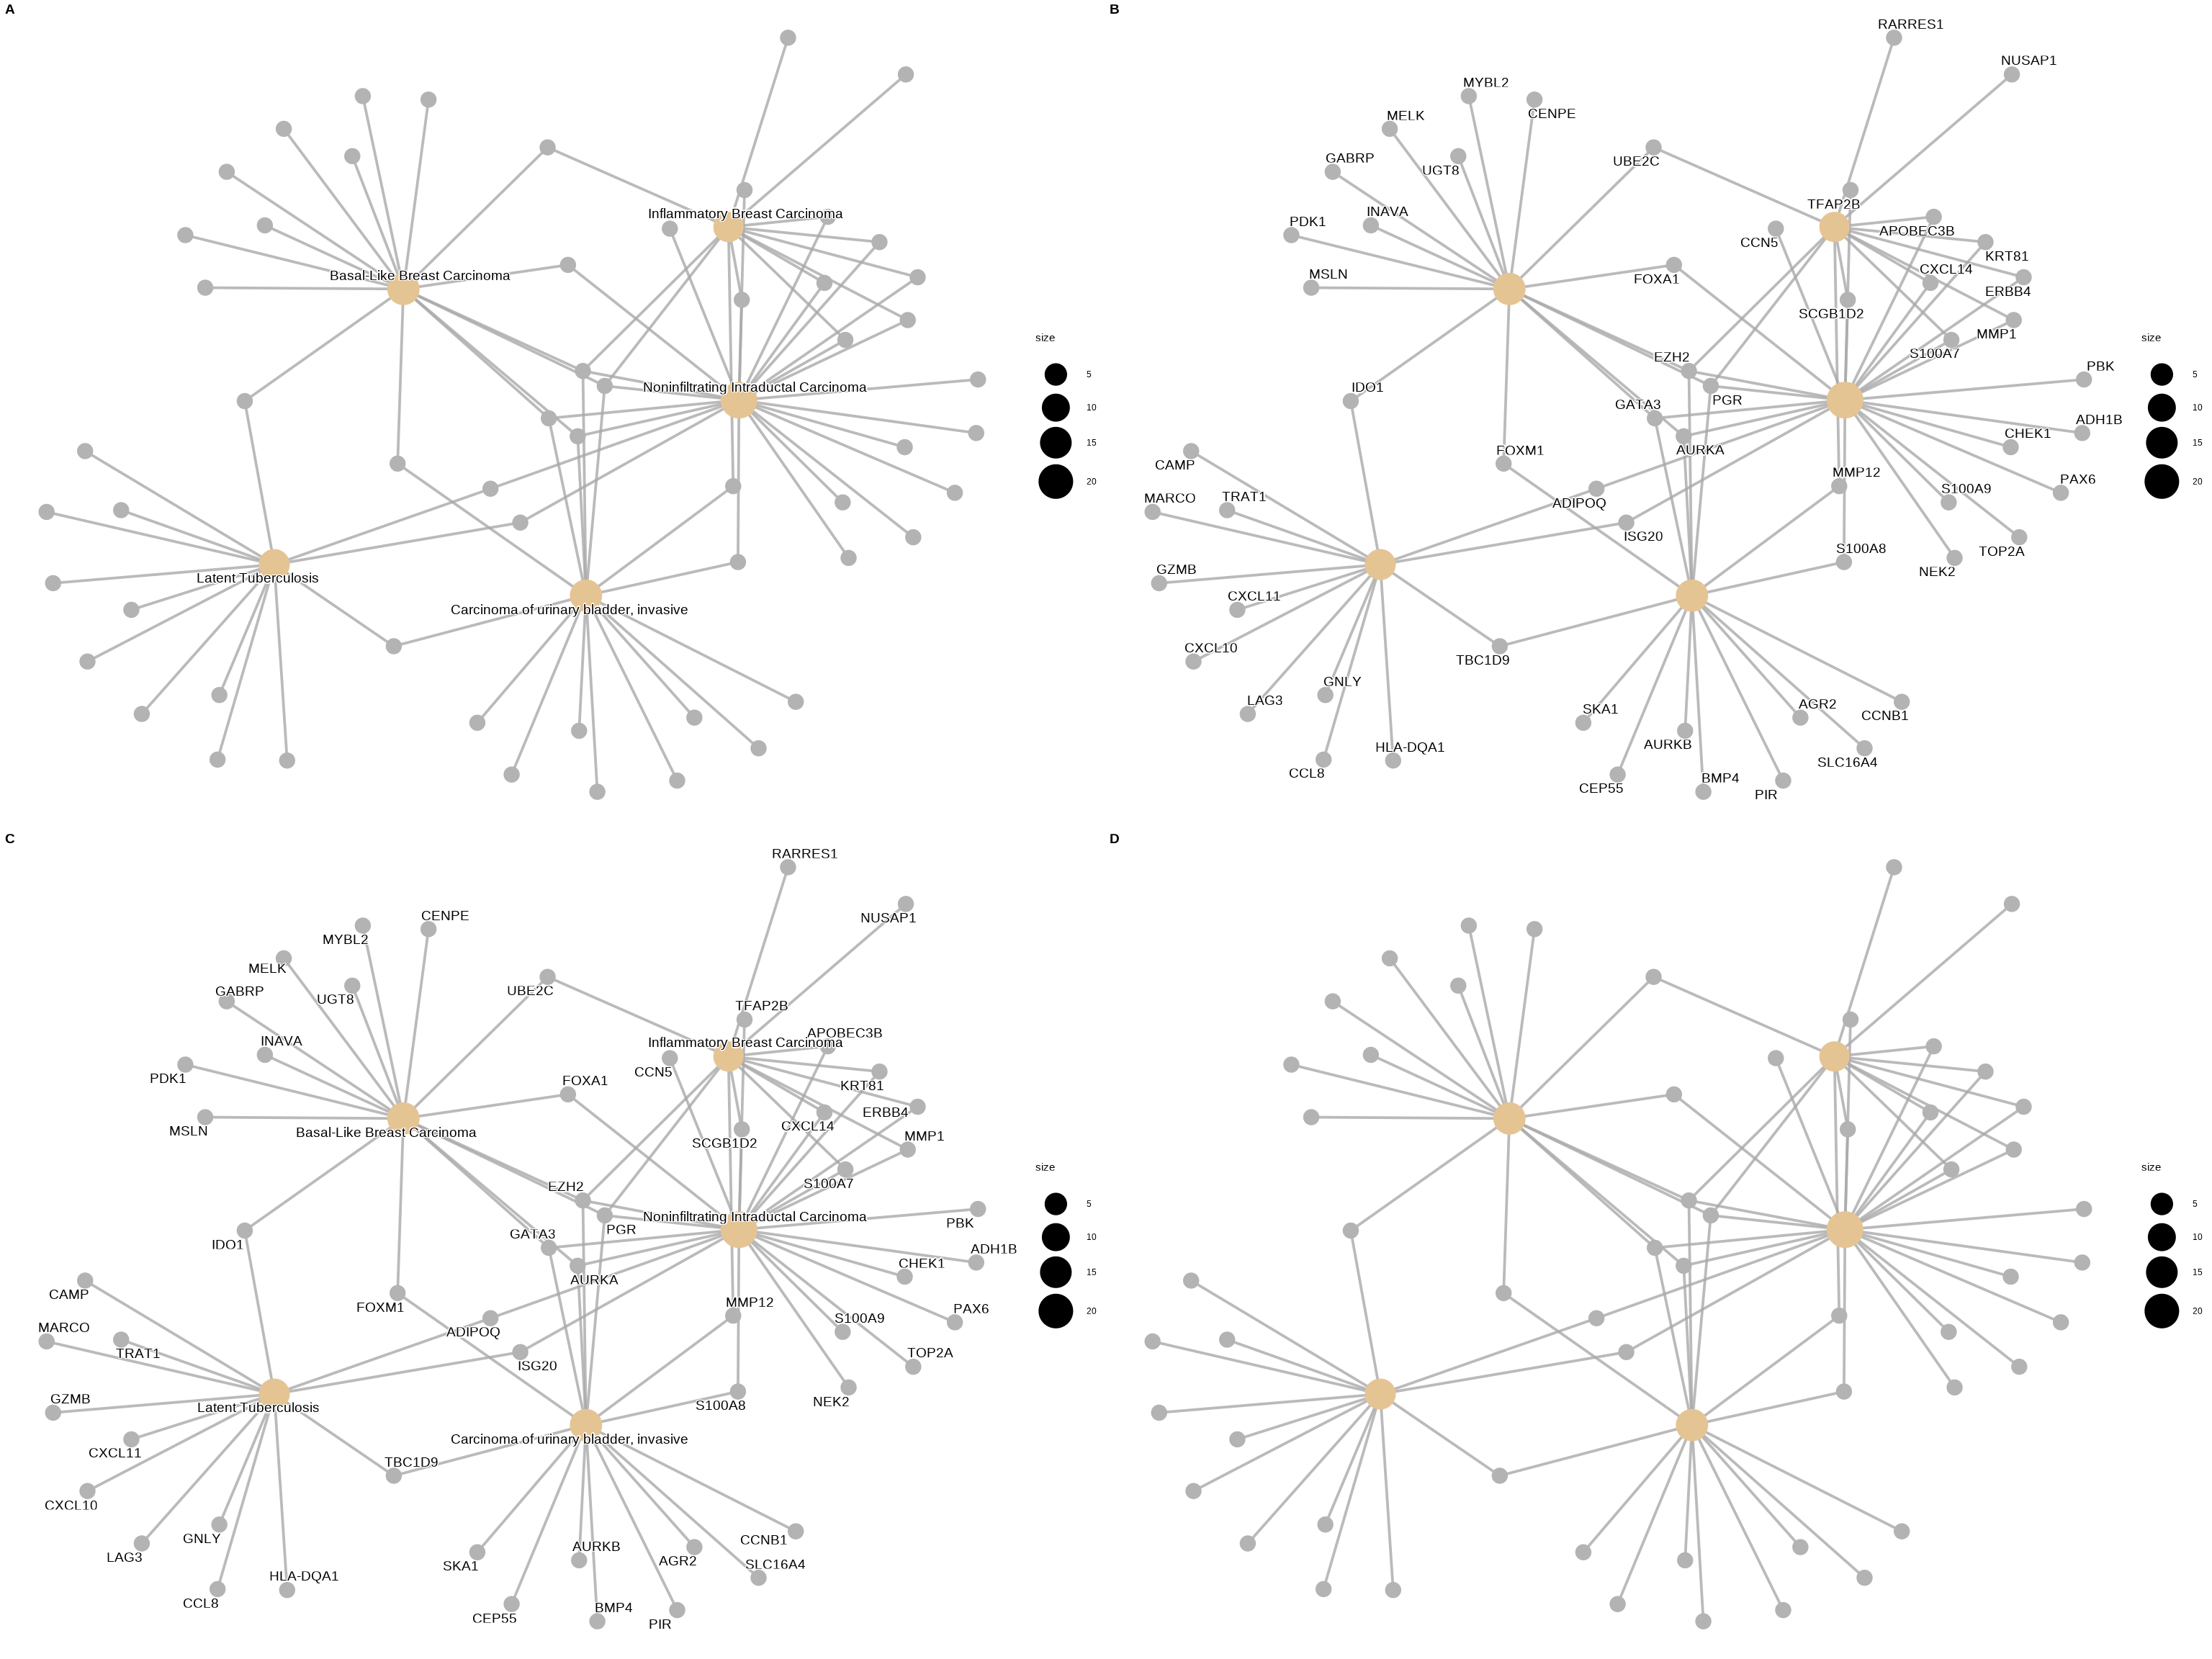 A
Inflammatory Breast Carcinoma
Basal-Like Breast Carcinoma
Noninfiltrating Intraductal Carcinoma
Latent Tuberculosis
Carcinoma of urinary bladder, invasive
size
5
10
15
20
B
RARRES1
NUSAP1
MYBL2
CENPE
MELK
GABRP
UGT8
UBE2C
TFAP2B
INAVA
PDK1
CCN5
APOBEC3B
KRT81
CXCL14
MSLN
FOXA1
ERBB4
SCGB1D2
MMP1
S100A7
EZH2
PBK
IDO1
PGR
GATA3
ADH1B
CHEK1
FOXM1
AURKA
CAMP
MMP12
PAX6
S100A9
MARCO
TRAT1
ADIPOQ
ISG20
S100A8
TOP2A
NEK2
GZMB
CXCL11
CXCL10
TBC1D9
GNLY
LAG3
SKA1
AGR2
CCNB1
AURKB
HLA-DQA1
SLC16A4
CCL8
BMP4
CEP55
PIR
size
5
10
15
20
C
RARRES1
NUSAP1
CENPE
MYBL2
MELK
GABRP
UGT8
UBE2C
TFAP2B
APOBEC3B
INAVA
Inflammatory Breast Carcinoma
CCN5
PDK1
FOXA1
KRT81
ERBB4
CXCL14
MSLN
Basal-Like Breast Carcinoma
MMP1
SCGB1D2
S100A7
EZH2
Noninfiltrating Intraductal Carcinoma
PBK
PGR
GATA3
IDO1
ADH1B
CHEK1
AURKA
CAMP
FOXM1
MMP12
PAX6
S100A9
MARCO
ADIPOQ
TRAT1
ISG20
TOP2A
GZMB
NEK2
S100A8
Latent Tuberculosis
Carcinoma of urinary bladder, invasive
CXCL11
TBC1D9
CXCL10
GNLY
CCNB1
AURKB
LAG3
AGR2
SLC16A4
SKA1
HLA-DQA1
CCL8
BMP4
CEP55
PIR
size
5
10
15
20
D
size
5
10
15
20